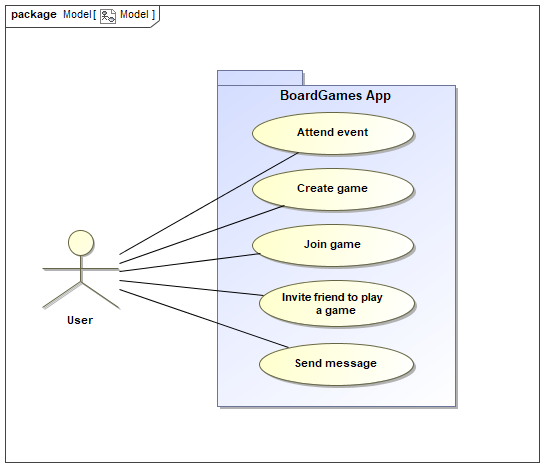 package Model [ Model ]
BoardGames App
Attend event
Create game
Join game
Invite friend to play
a game
User
Send message